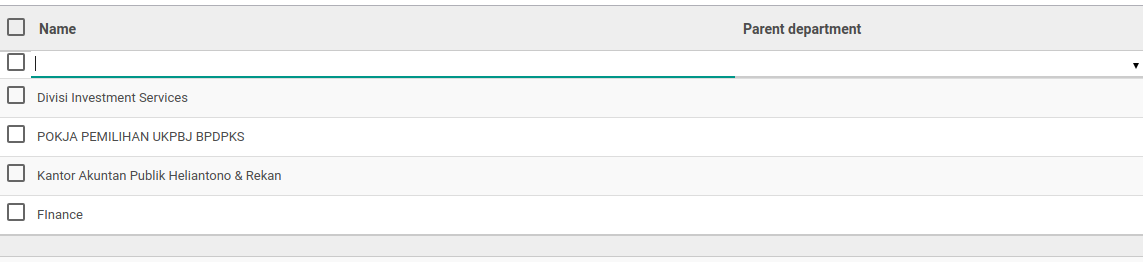 Name Parent department
Divisi Investment Services
POKJA PEMILIHAN UKPBJ BPDPKS
Kantor Akuntan Publik Heliantono & Rekan
FInance